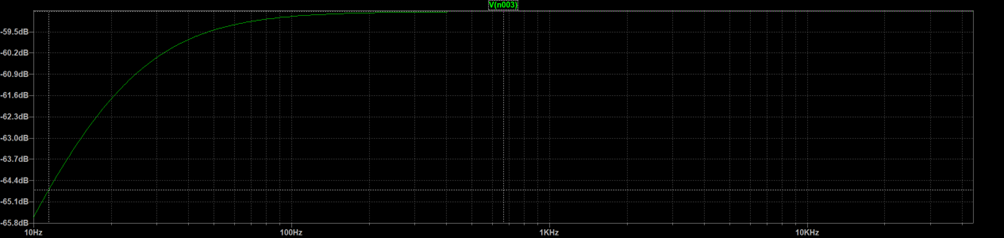 V(n003)
-59.5dB
-60.2dB
-60.9dB
-61.6dB
-62.3dB
-63.0dB
-63.7dB
-64.4dB
-65.1dB
-65.8dB
10Hz 100Hz 1KHz 10KHz